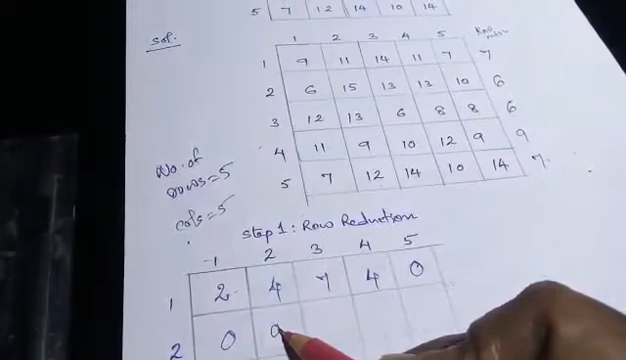 5 7 12 14 10 14
Sol.
1 2 3 4 5 Row min
1 9 11 14 11 7 7
2 6 15 13 13 10 6
3 12 13 6 8 8 6
4 11 9 10 12 9 9
5 7 12 14 10 14 7
No. of
rows=5
cols=5
Step 1: Row Reduction
1 2 3 4 5
1 2 4 7 4 0
2 0 9